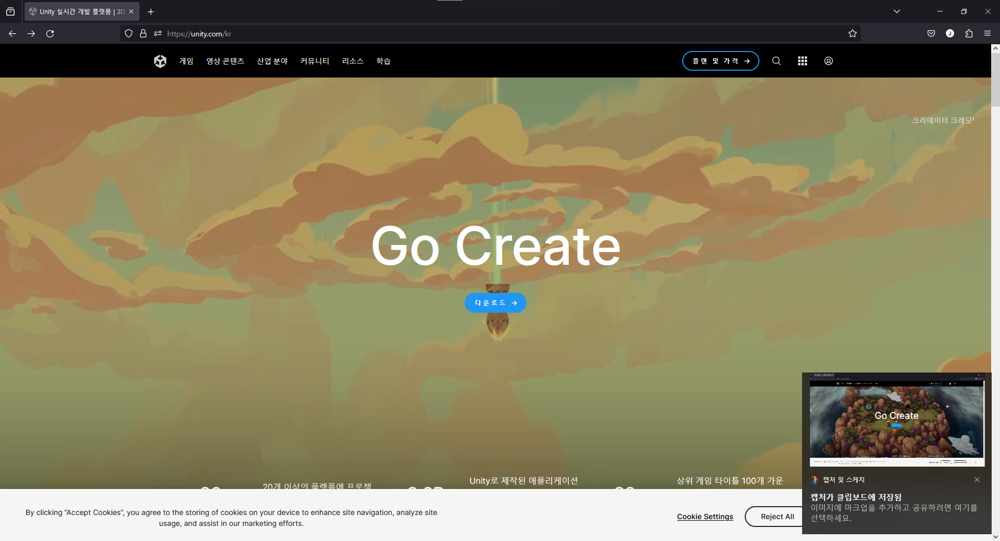 Unity 실시간 개발 플랫폼 | 3D,
https://unity.com/kr
게임 영상 콘텐츠 산업 분야 커뮤니티 리소스 학습
플랜 및 가격 →
크리에이터 크레딧¹
Go Create
다운로드 →
20개 이상의 플랫폼에 프로젝
Unity로 제작된 애플리케이션
상위 게임 타이틀 100개 가운
By clicking “Accept Cookies”, you agree to the storing of cookies on your device to enhance site navigation, analyze site
usage, and assist in our marketing efforts.
Cookie Settings
Reject All
Go Create
캡처 및 스케치
캡처가 클립보드에 저장됨
이미지에 마크업을 추가하고 공유하려면 여기를
선택하세요.